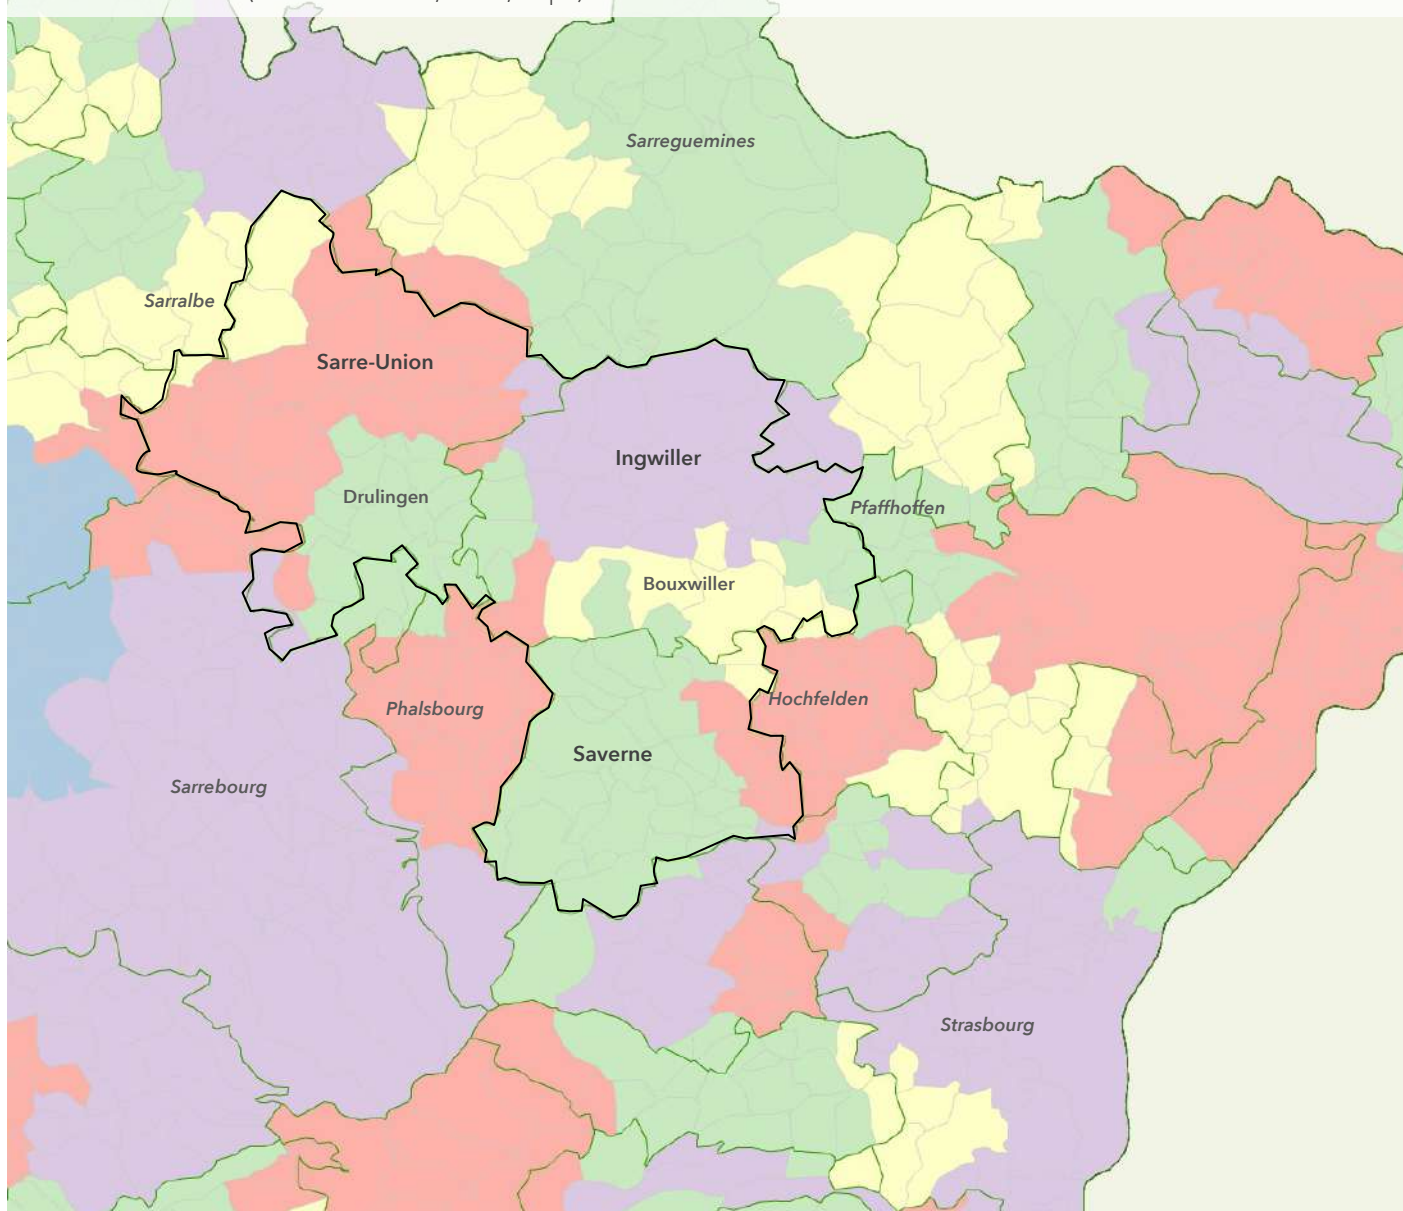 Sarreguemines
Sarralbe
Sarre-Union
Ingwiller
Drulingen
Pfaffhoffen
Bouxwiller
Hochfelden
Phalsbourg
Saverne
Sarrebourg
Strasbourg